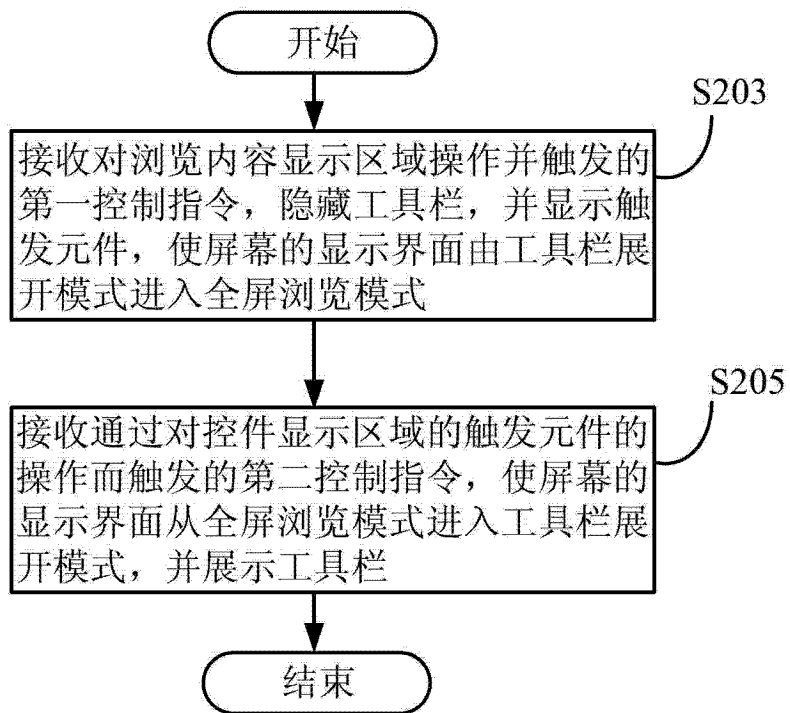 开始
S203
接收对浏览内容显示区域操作并触发的
第一控制指令，隐藏工具栏，并显示触
发元件，使屏幕的显示界面由工具栏展
开模式进入全屏浏览模式
S205
接收通过对控件显示区域的触发元件的
操作而触发的第二控制指令，使屏幕的
显示界面从全屏浏览模式进入工具栏展
开模式，并展示工具栏
结束